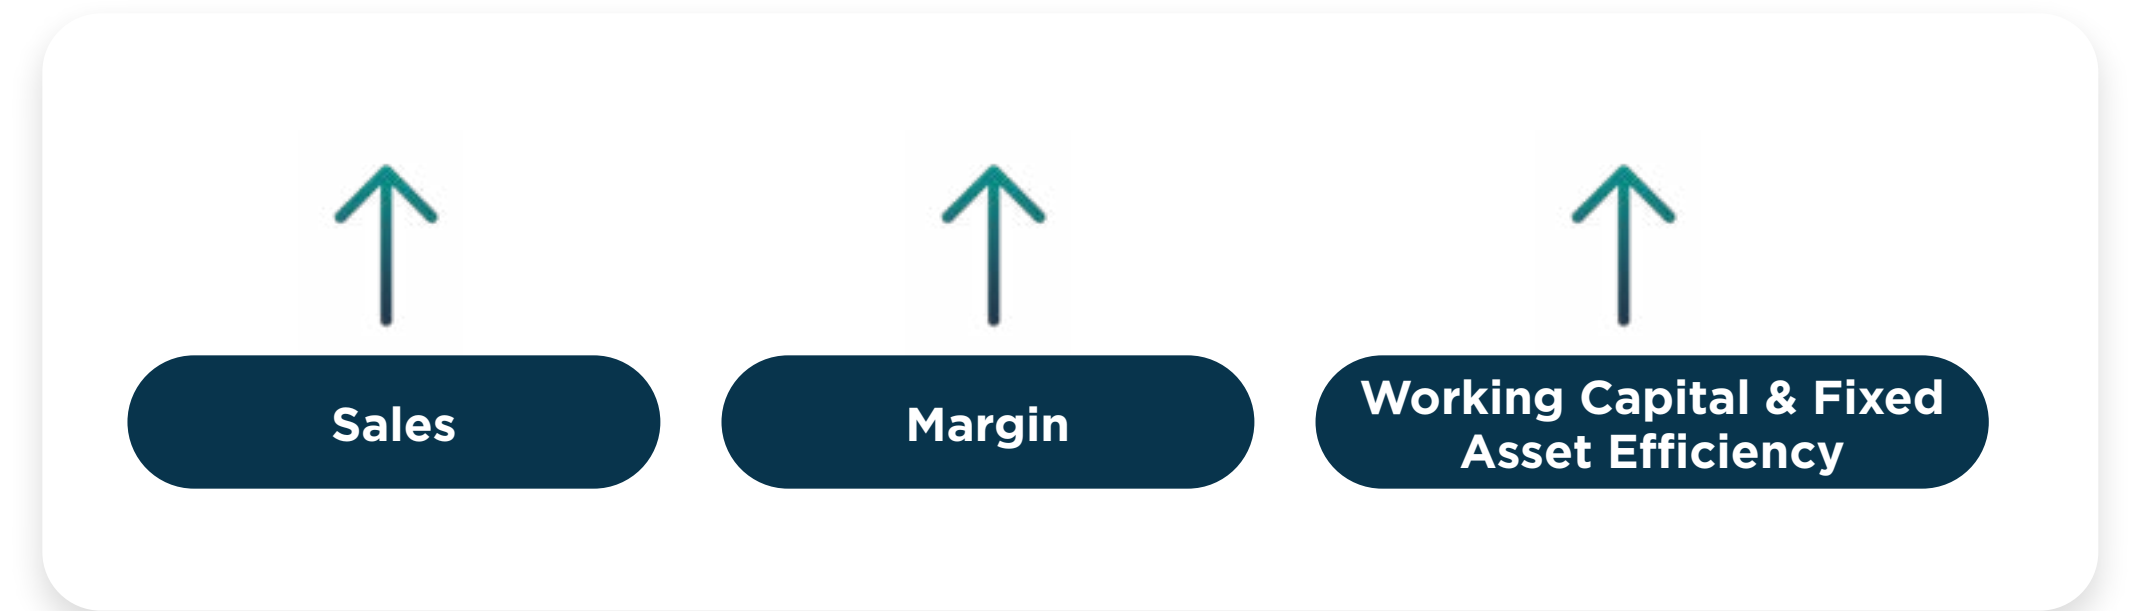 Sales
Margin
Working Capital & Fixed
Asset Efficiency